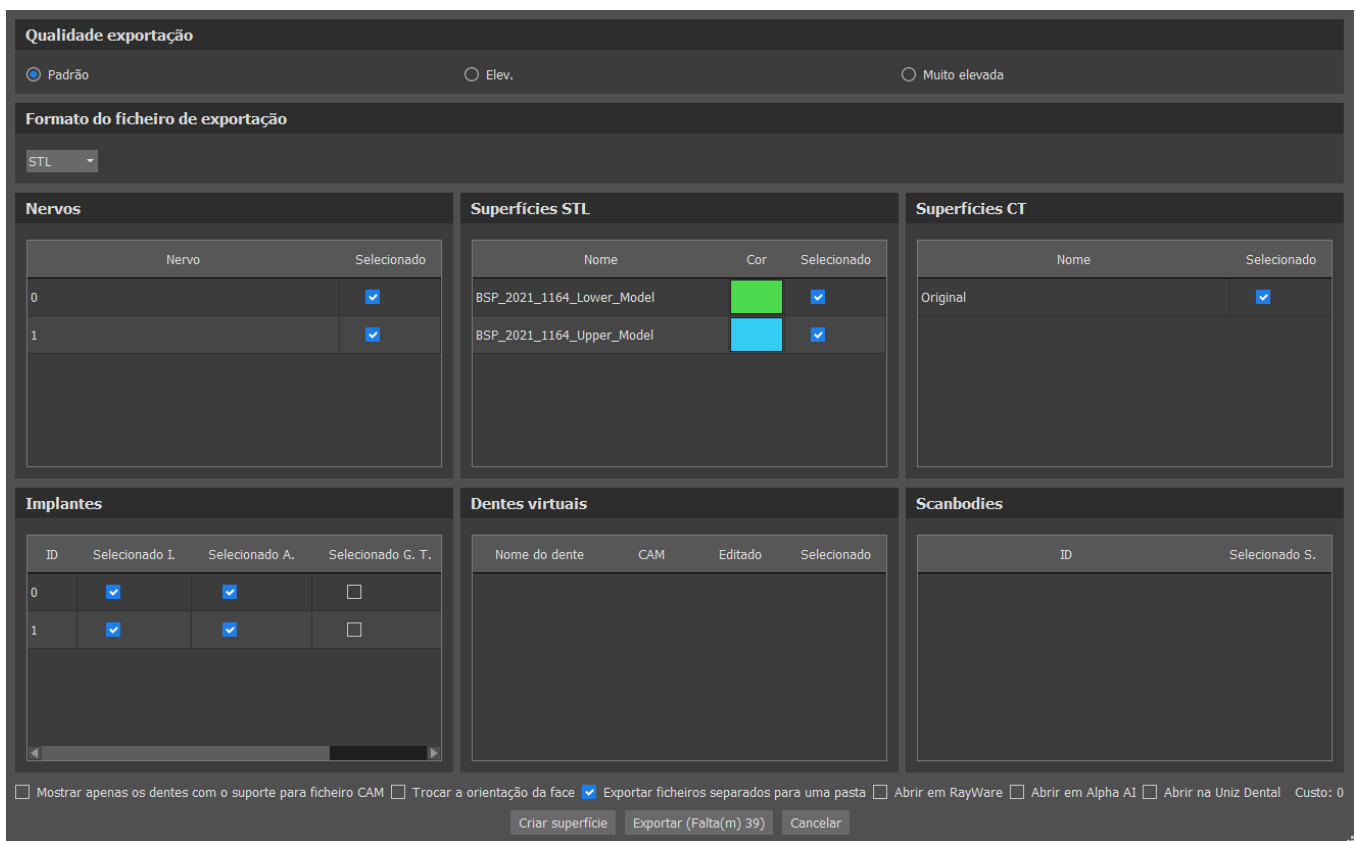 Qualidade exportação
Padrão Elev. Muito elevada
Formato do ficheiro de exportação
STL
Nervos
Nervo Selecionado
0
1
Superfícies STL
Nome Cor Selecionado
BSP_2021_1164_Lower_Model
BSP_2021_1164_Upper_Model
Superfícies CT
Nome Selecionado
Original
Implantes
ID Selecionado I. Selecionado A. Selecionado G. T.
0
1
Dentes virtuais
Nome do dente CAM Editado Selecionado
Scanbodies
ID Selecionado S.
Mostrar apenas os dentes com o suporte para ficheiro CAM Trocar a orientação da face Exportar ficheiros separados para uma pasta Abrir em RayWare Abrir em Alpha AI Abrir na Uniz Dental Custo: 0
Criar superfície Exportar (Falta(m) 39) Cancelar